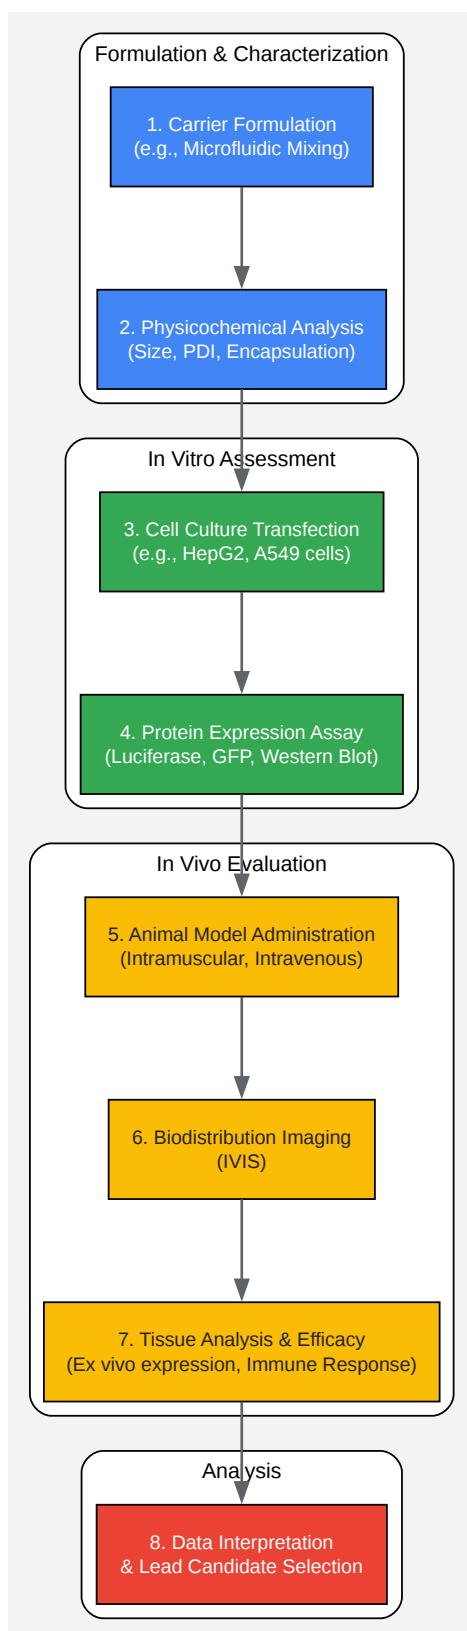 Formulation & Characterization
1. Carrier Formulation
(e.g., Microfluidic Mixing)
2. Physicochemical Analysis
(Size, PDI, Encapsulation)
In Vitro Assessment
3. Cell Culture Transfection
(e.g., HepG2, A549 cells)
4. Protein Expression Assay
(Luciferase, GFP, Western Blot)
In Vivo Evaluation
5. Animal Model Administration
(Intramuscular, Intravenous)
6. Biodistribution Imaging
(IVIS)
7. Tissue Analysis & Efficacy
(Ex vivo expression, Immune Response)
Analysis
8. Data Interpretation
& Lead Candidate Selection